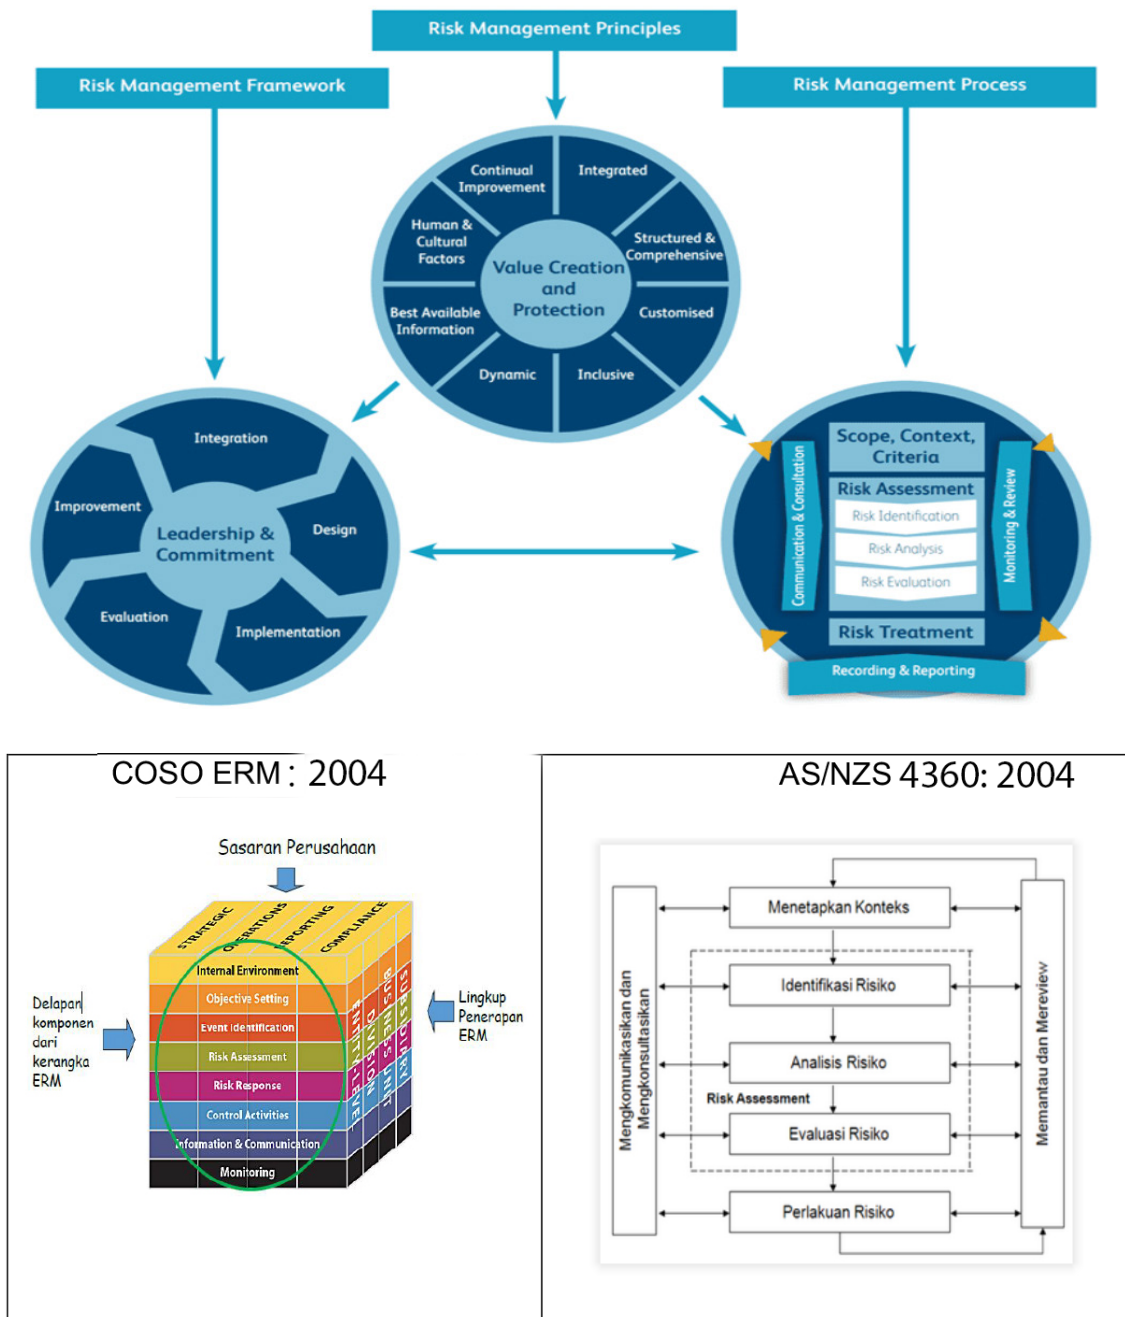 Risk Management Principles
Risk Management Framework
Risk Management Process
Continual
Improvement
Integrated
Human &
Cultural
Factors
Structured &
Comprehensive
Value Creation
and
Protection
Best Available
Information
Customised
Dynamic
Inclusive
Integration
Improvement
Design
Leadership &
Commitment
Evaluation
Implementation
Scope, Context,
Criteria
Risk Assessment
Risk Identification
Risk Analysis
Risk Evaluation
Risk Treatment
Communication & Consultation
Monitoring & Review
Recording & Reporting
COSO ERM : 2004
Sasaran Perusahaan
STRATEGIC
OPERATIONS
REPORTING
COMPLIANCE
Internal Environment
Objective Setting
Event Identification
Risk Assessment
Risk Response
Control Activities
Information & Communication
Monitoring
ENTITY-LEVEL
DIVISION
BUSINESS UNIT
SUBSIDIARY
Delapan
komponen
dari
kerangka
ERM
Lingkup
Penerapan
ERM
AS/NZS 4360: 2004
Mengkomunikasikan dan
Mengkonsultasikan
Menetapkan Konteks
Identifikasi Risiko
Analisis Risiko
Risk Assessment
Evaluasi Risiko
Perlakuan Risiko
Memantau dan Mereview